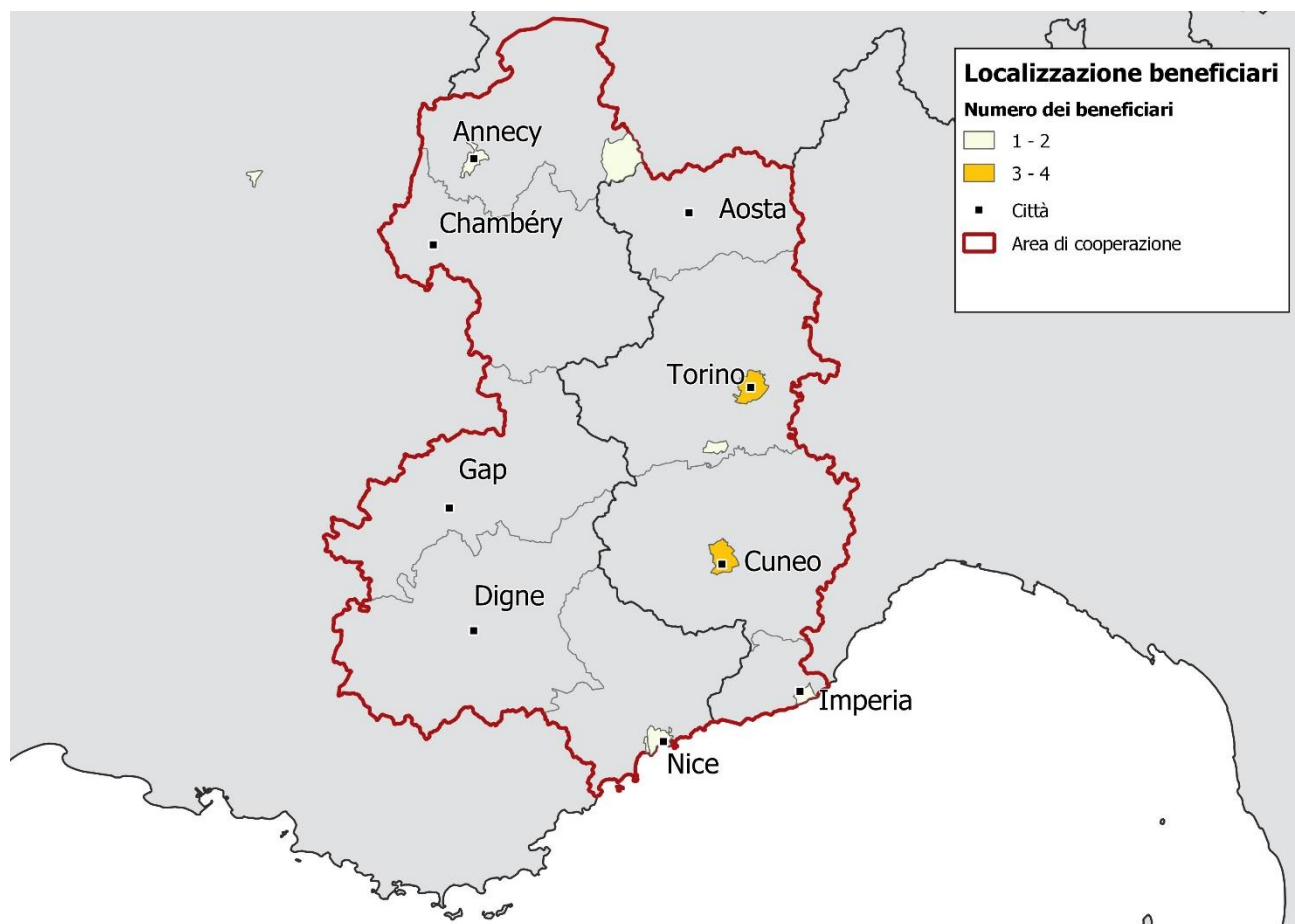 Localizzazione beneficiari
Numero dei beneficiari
1 - 2
3 - 4
Città
Area di cooperazione
Annecy
Aosta
Chambéry
Torino
Gap
Cuneo
Digne
Imperia
Nice